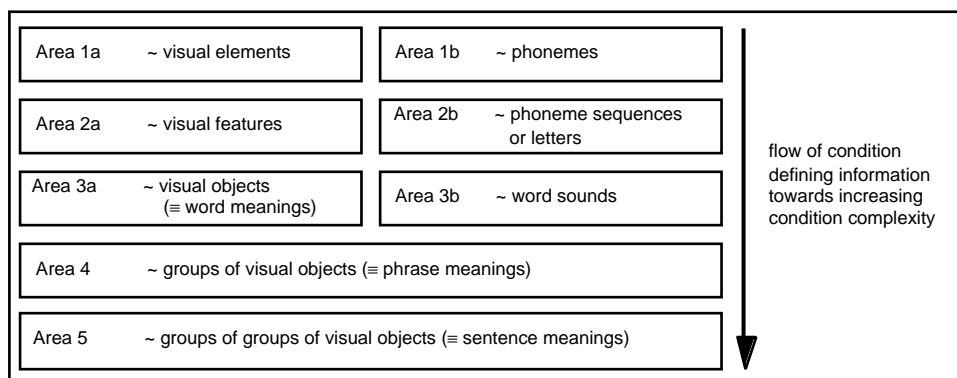 Area 1a ~ visual elements
Area 1b ~ phonemes
Area 2a ~ visual features
Area 2b ~ phoneme sequences
or letters
Area 3a ~ visual objects
(≡ word meanings)
Area 3b ~ word sounds
Area 4 ~ groups of visual objects (≡ phrase meanings)
Area 5 ~ groups of groups of visual objects (≡ sentence meanings)
flow of condition
defining information
towards increasing
condition complexity